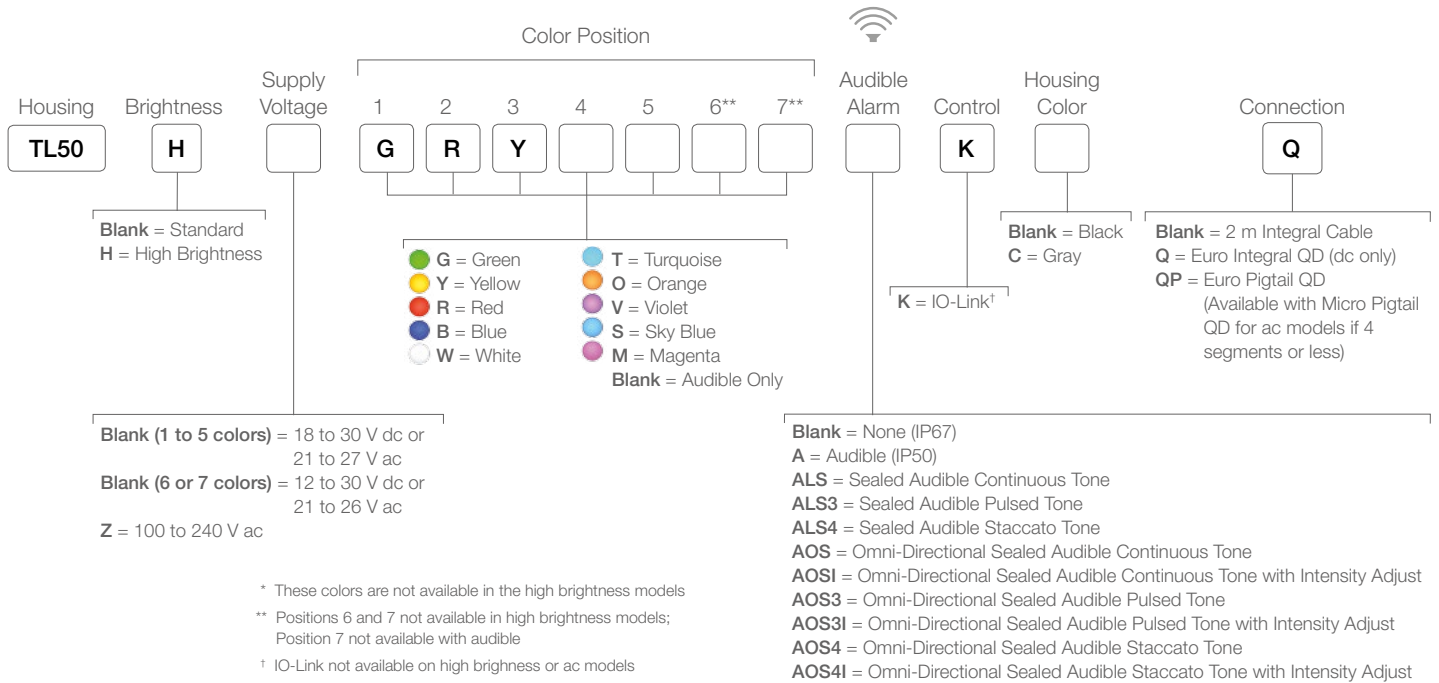 Color Position
Housing Brightness Supply Voltage 1 2 3 4 5 6** 7** Audible Alarm Control Housing Color Connection
TL50 H G R Y K Q
Blank = Standard
H = High Brightness
G = Green
Y = Yellow
R = Red
B = Blue
W = White
T = Turquoise
O = Orange
V = Violet
S = Sky Blue
M = Magenta
Blank = Audible Only
K = IO-Link†
Blank = Black
C = Gray
Blank = 2 m Integral Cable
Q = Euro Integral QD (dc only)
QP = Euro Pigtail QD
(Available with Micro Pigtail
QD for ac models if 4
segments or less)
Blank (1 to 5 colors) = 18 to 30 V dc or
21 to 27 V ac
Blank (6 or 7 colors) = 12 to 30 V dc or
21 to 26 V ac
Z = 100 to 240 V ac
Blank = None (IP67)
A = Audible (IP50)
ALS = Sealed Audible Continuous Tone
ALS3 = Sealed Audible Pulsed Tone
ALS4 = Sealed Audible Staccato Tone
AOS = Omni-Directional Sealed Audible Continuous Tone
AOSI = Omni-Directional Sealed Audible Continuous Tone with Intensity Adjust
AOS3 = Omni-Directional Sealed Audible Pulsed Tone
AOS3I = Omni-Directional Sealed Audible Pulsed Tone with Intensity Adjust
AOS4 = Omni-Directional Sealed Audible Staccato Tone
AOS4I = Omni-Directional Sealed Audible Staccato Tone with Intensity Adjust
* These colors are not available in the high brightness models
** Positions 6 and 7 not available in high brightness models;
Position 7 not available with audible
† IO-Link not available on high brighness or ac models